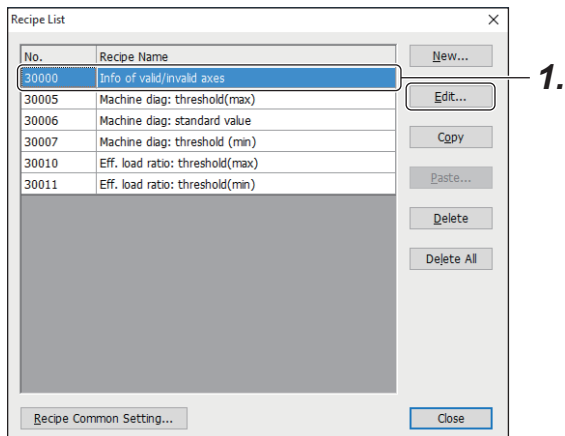 Recipe List
No. Recipe Name
30000 Info of valid/invalid axes
30005 Machine diag: threshold(max)
30006 Machine diag: standard value
30007 Machine diag: threshold (min)
30010 Eff. load ratio: threshold(max)
30011 Eff. load ratio: threshold(min)
New...
1.
Edit...
Copy
Paste...
Delete
Delete All
Recipe Common Setting...
Close